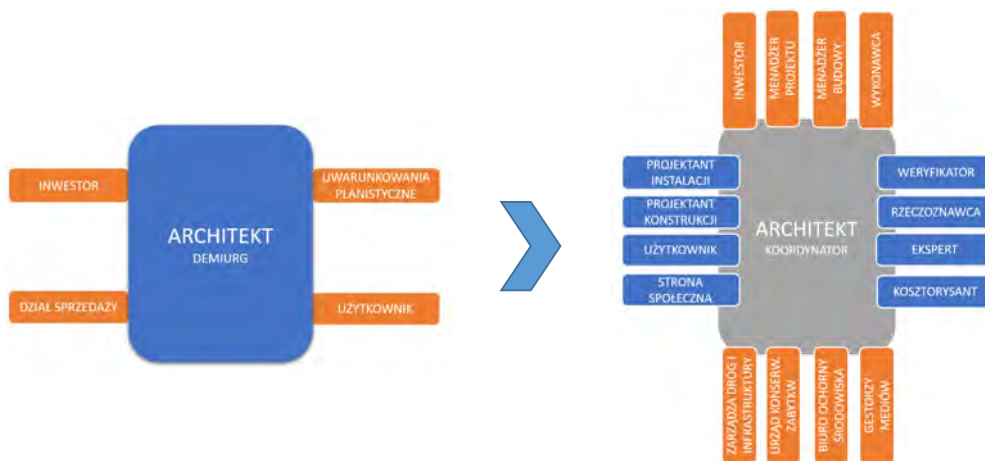 INWESTOR
DZIAŁ SPRZEDAŻY
ARCHITEKT
DEMIURG
UWARUNKOWANIA
PLANISTYCZNE
UŻYTKOWNIK
INWESTOR
MENADŻER
PROJEKTU
MENADŻER
BUDOWY
WYKONAWCA
PROJEKTANT
INSTALACJI
PROJEKTANT
KONSTRUKCJI
UŻYTKOWNIK
STRONA
SPOŁECZNA
ARCHITEKT
KOORDYNATOR
WERYFIKATOR
RZECZOZNAWCA
EKSPERT
KOSZTORYSANT
ZARZĄDZA DRÓG I
INFRASTRUKTURY
URZĄD KONSERW.
ZABYTKW
BIURO OCHORNY
ŚRODOWISKA
GESTORZY
MEDIÓW